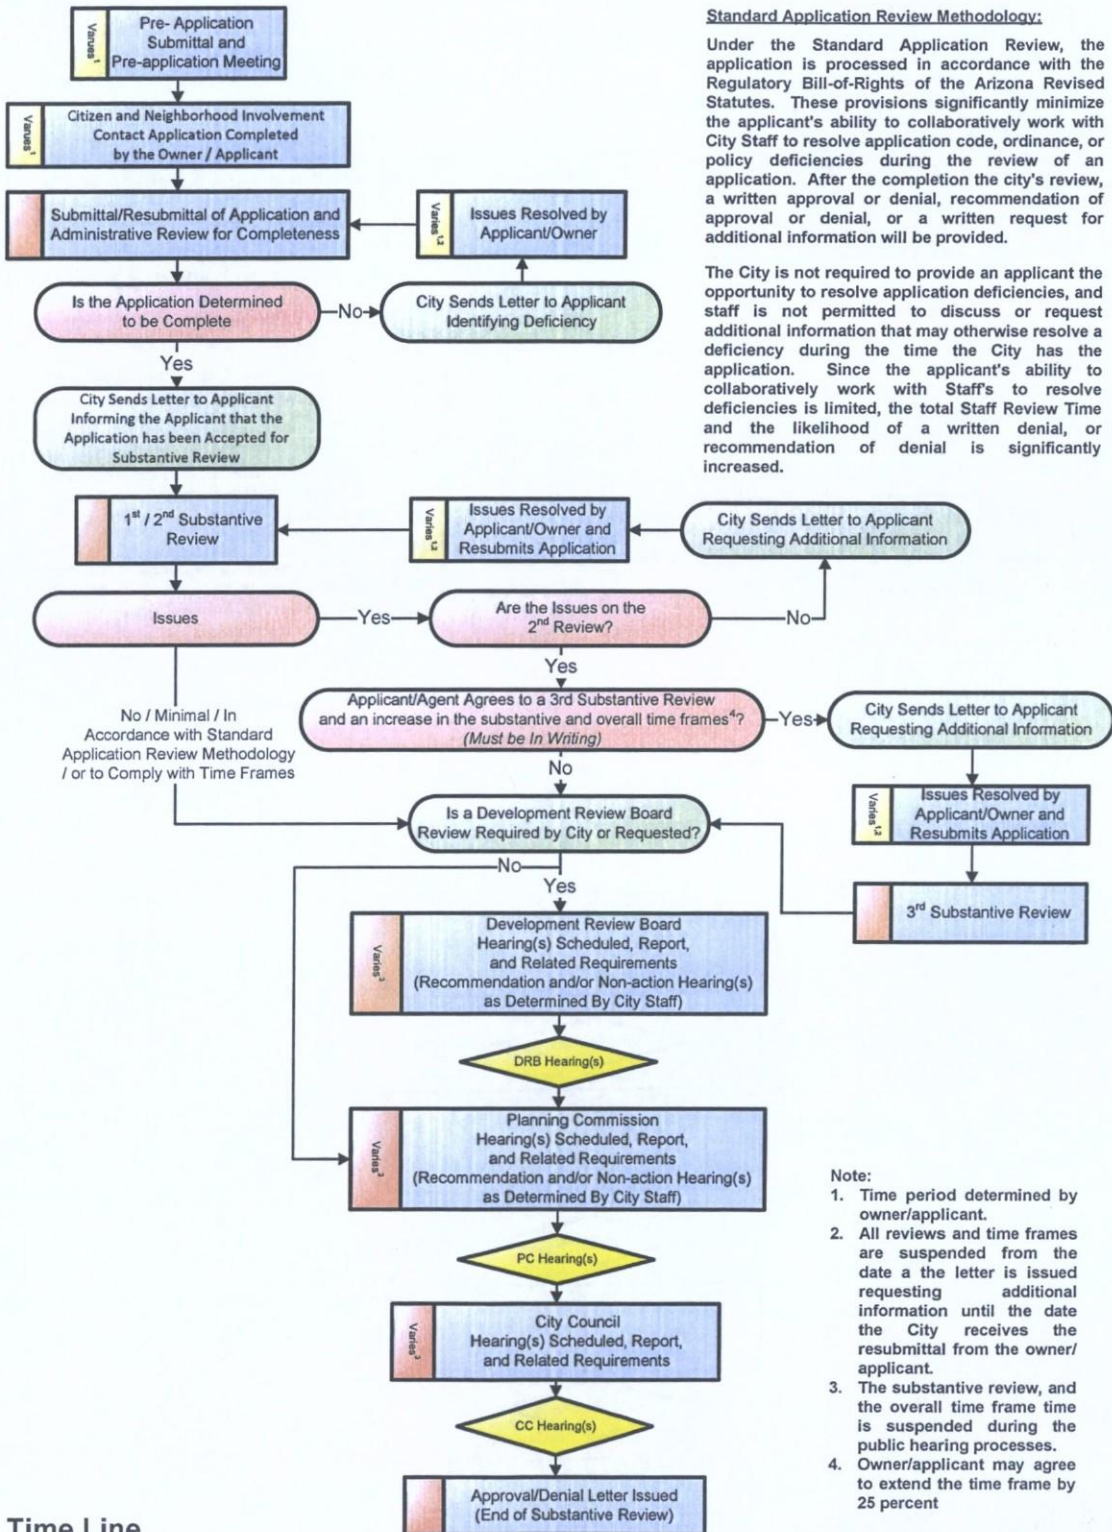 Pre- Application
Submittal and
Pre-application Meeting
Varues¹
Citizen and Neighborhood Involvement
Contact Application Completed
by the Owner / Applicant
Varues¹
Submittal/Resubmittal of Application and
Administrative Review for Completeness
Issues Resolved by
Applicant/Owner
Varies¹,²
Is the Application Determined
to be Complete
No
City Sends Letter to Applicant
Identifying Deficiency
Yes
City Sends Letter to Applicant
Informing the Applicant that the
Application has been Accepted for
Substantive Review
Standard Application Review Methodology:
Under the Standard Application Review, the
application is processed in accordance with the
Regulatory Bill-of-Rights of the Arizona Revised
Statutes. These provisions significantly minimize
the applicant's ability to collaboratively work with
City Staff to resolve application code, ordinance, or
policy deficiencies during the review of an
application. After the completion the city's review,
a written approval or denial, recommendation of
approval or denial, or a written request for
additional information will be provided.
The City is not required to provide an applicant the
opportunity to resolve application deficiencies, and
staff is not permitted to discuss or request
additional information that may otherwise resolve a
deficiency during the time the City has the
application. Since the applicant's ability to
collaboratively work with Staff's to resolve
deficiencies is limited, the total Staff Review Time
and the likelihood of a written denial, or
recommendation of denial is significantly
increased.
1st / 2nd Substantive
Review
Issues Resolved by
Applicant/Owner and
Resubmits Application
Varies¹,²
City Sends Letter to Applicant
Requesting Additional Information
Issues
Yes
Are the Issues on the
2nd Review?
No
Yes
No / Minimal / In
Accordance with Standard
Application Review Methodology
/ or to Comply with Time Frames
Applicant/Agent Agrees to a 3rd Substantive Review
and an increase in the substantive and overall time frames⁴?
(Must be In Writing)
Yes
City Sends Letter to Applicant
Requesting Additional Information
No
Issues Resolved by
Applicant/Owner and
Resubmits Application
Varies¹,²
Is a Development Review Board
Review Required by City or Requested?
3rd Substantive Review
No
Yes
Development Review Board
Hearing(s) Scheduled, Report,
and Related Requirements
(Recommendation and/or Non-action Hearing(s)
as Determined By City Staff)
Varies³
DRB Hearing(s)
Planning Commission
Hearing(s) Scheduled, Report,
and Related Requirements
(Recommendation and/or Non-action Hearing(s)
as Determined By City Staff)
Varies³
PC Hearing(s)
City Council
Hearing(s) Scheduled, Report,
and Related Requirements
Varies³
CC Hearing(s)
Approval/Denial Letter Issued
(End of Substantive Review)
Note:
1. Time period determined by
owner/applicant.
2. All reviews and time frames
are suspended from the
date a the letter is issued
requesting additional
information until the date
the City receives the
resubmittal from the owner/
applicant.
3. The substantive review, and
the overall time frame time
is suspended during the
public hearing processes.
4. Owner/applicant may agree
to extend the time frame by
25 percent
Time Line